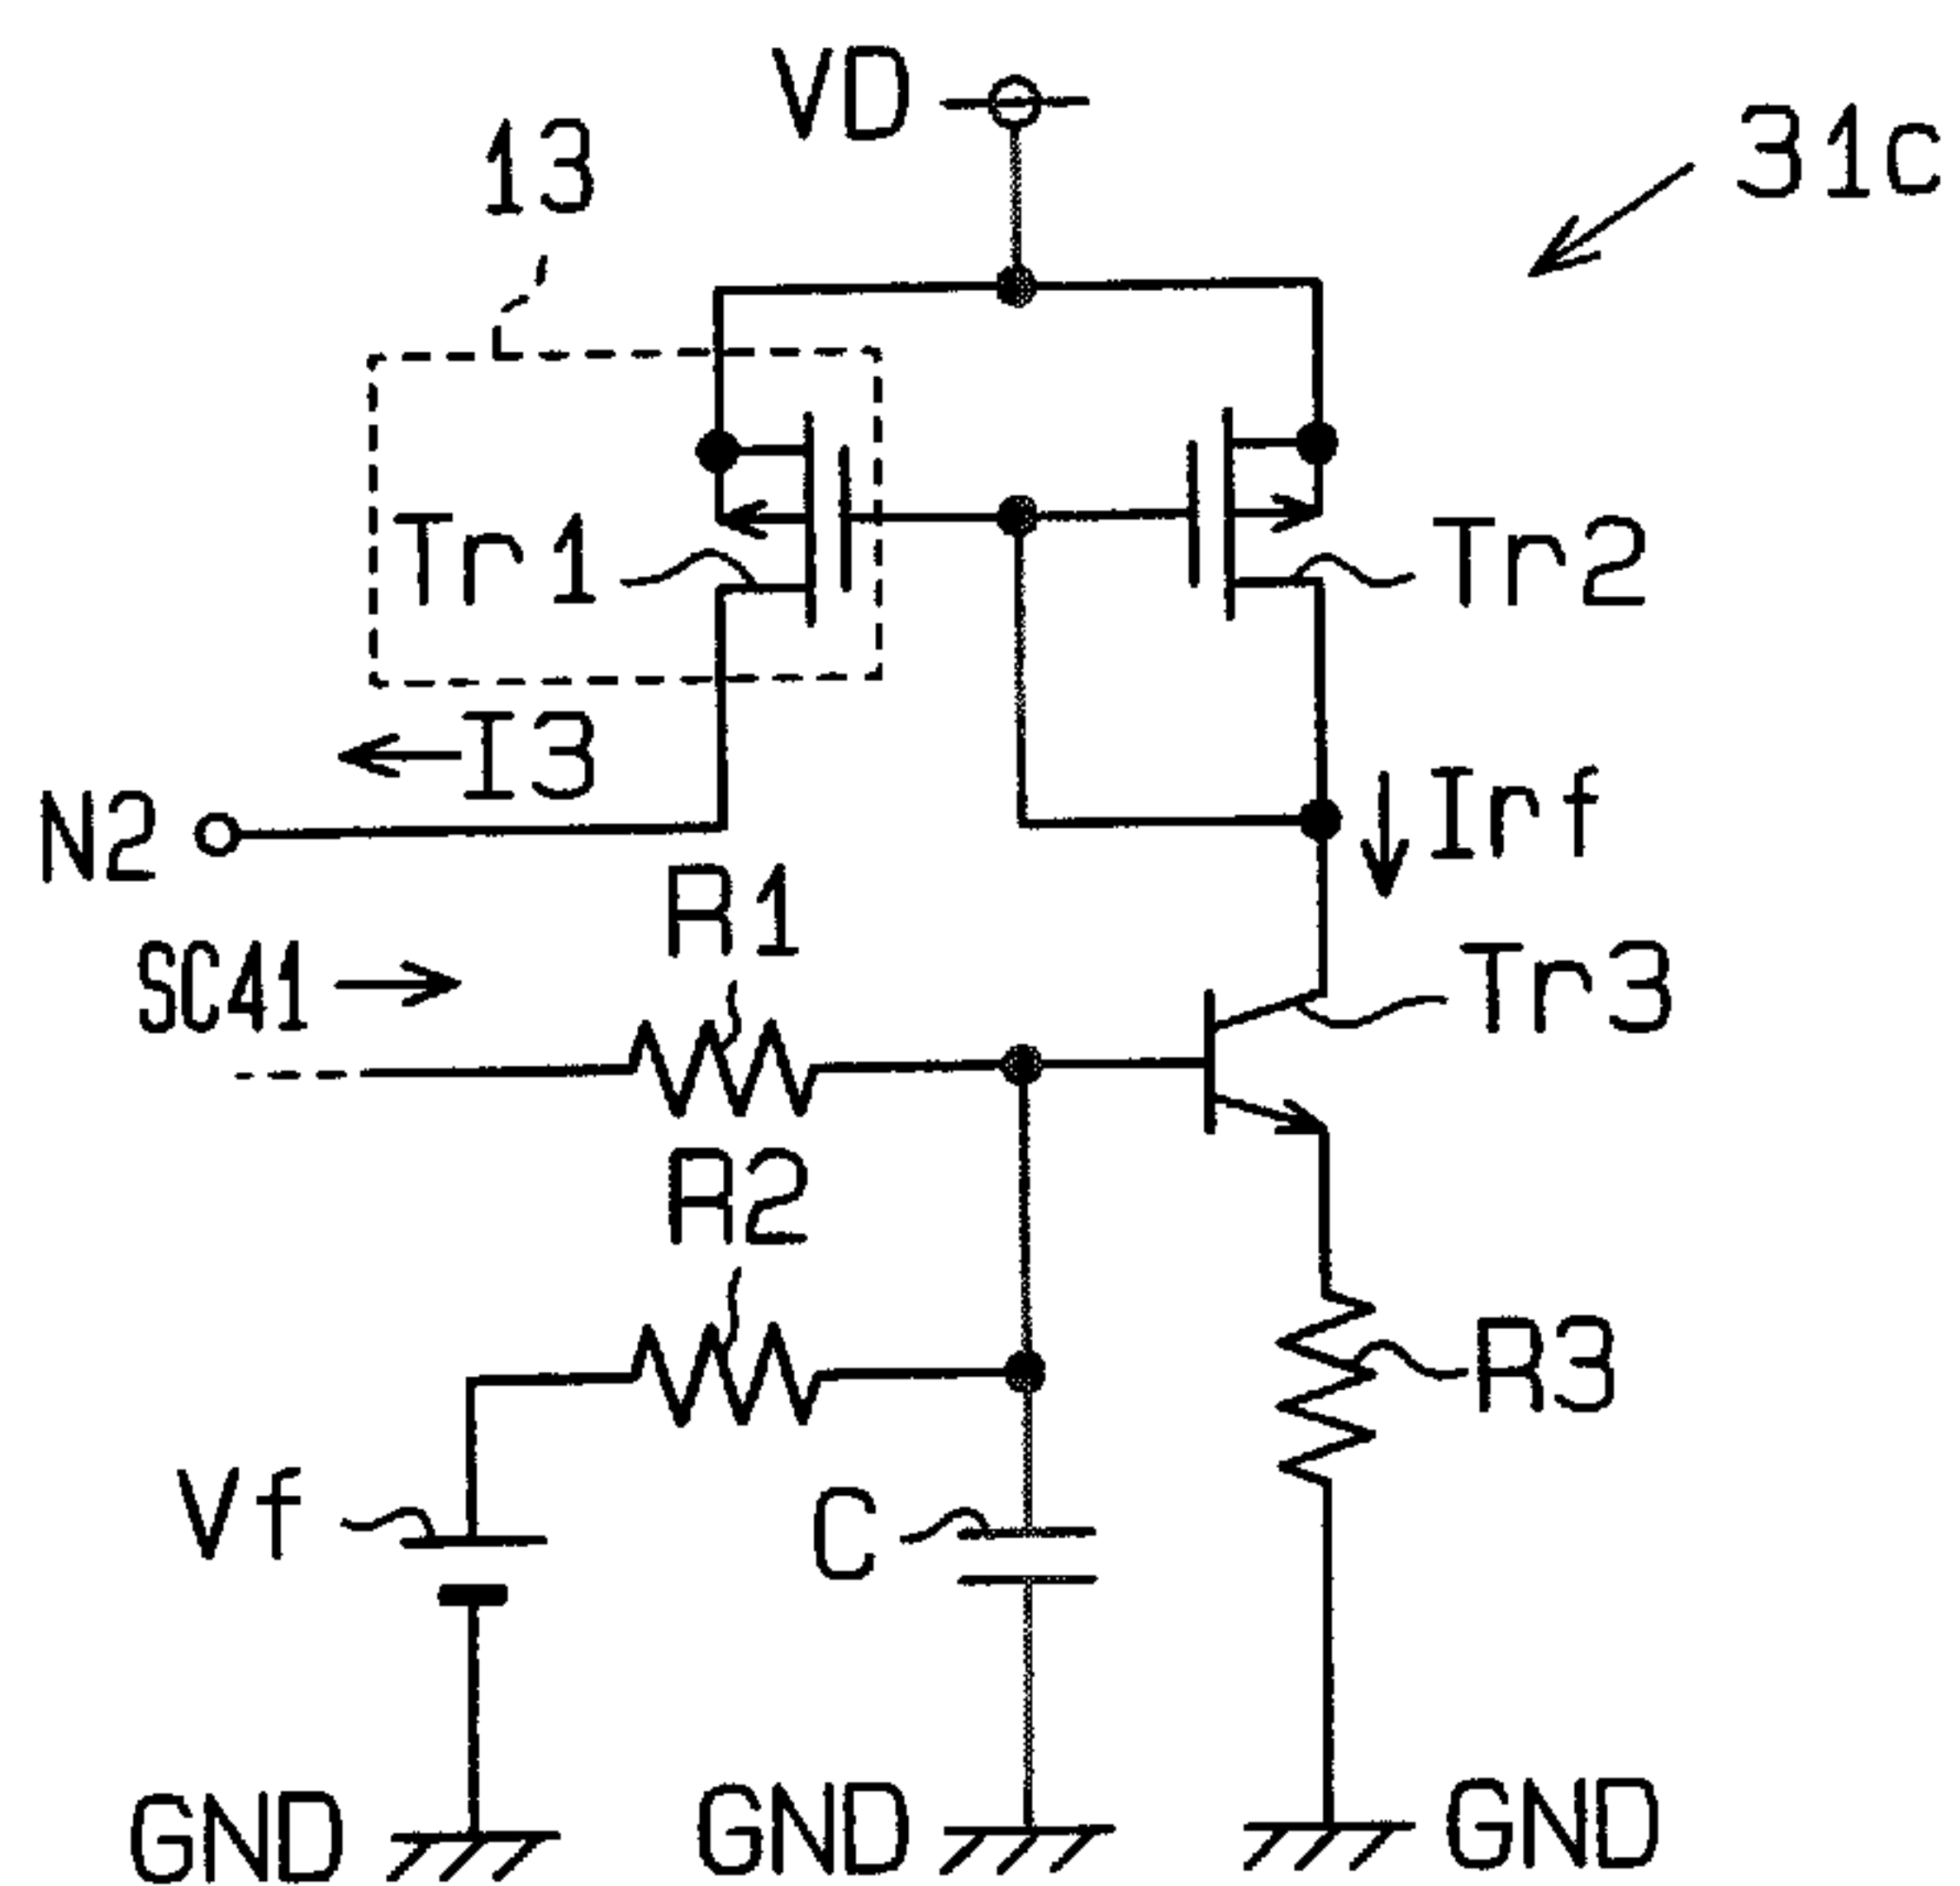 VD
13
31c
Tr1
Tr2
I3
N2
Irf
R1
SC41
Tr3
R2
R3
Vf
C
GND
GND
GND